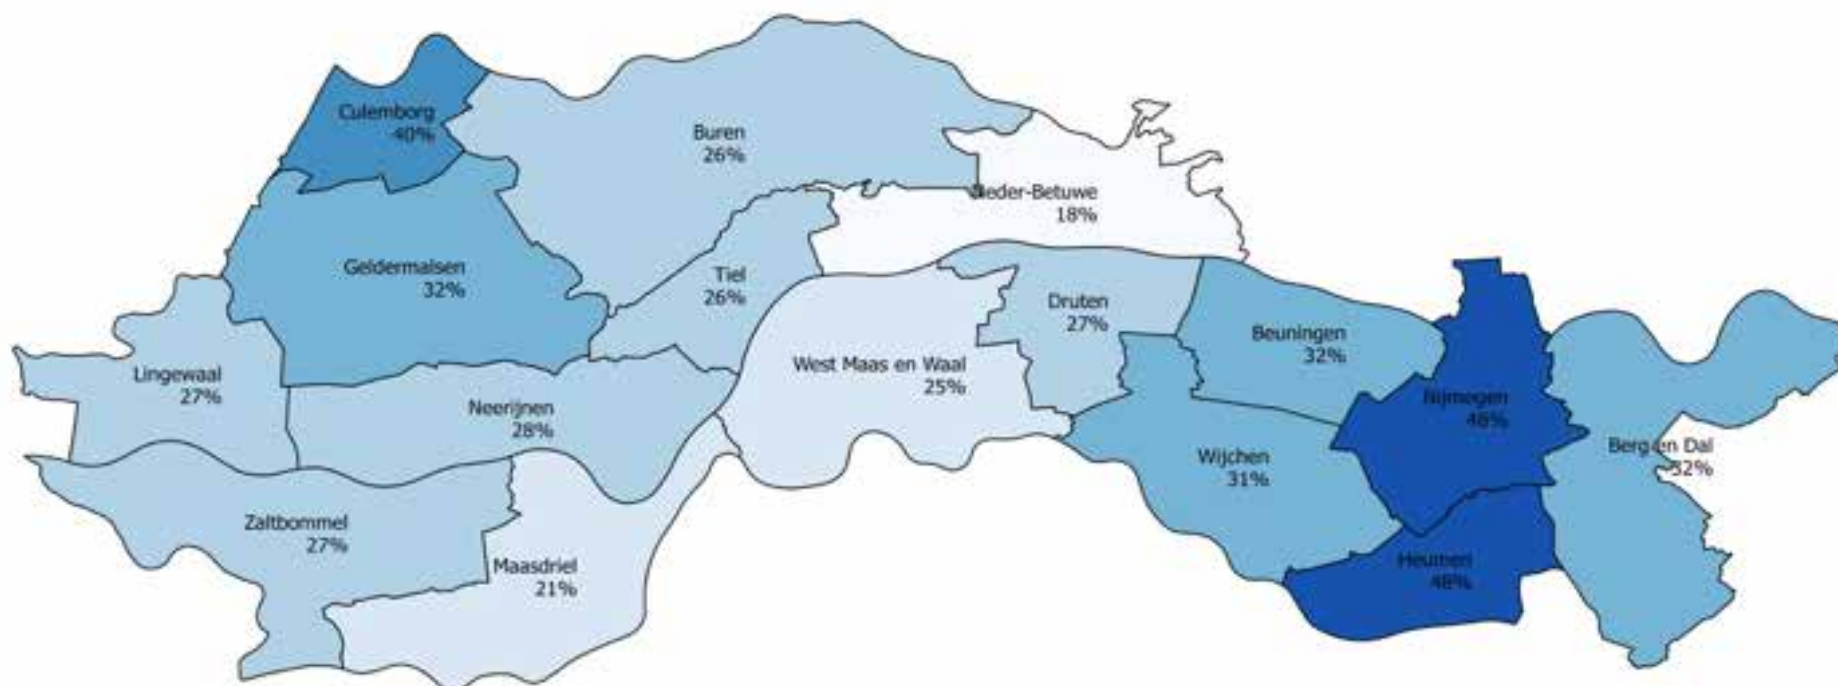 Culemborg
40%
Buren
26%
Neder-Betuwe
18%
Geldermalsen
32%
Tiel
26%
Druten
27%
Beuningen
32%
Lingewaal
27%
West Maas en Waal
25%
Neerijnen
28%
Nijmegen
Wijchen
31%
Berg en Dal
32%
Zaltbommel
27%
Maasdriel
21%
Heumen
48%